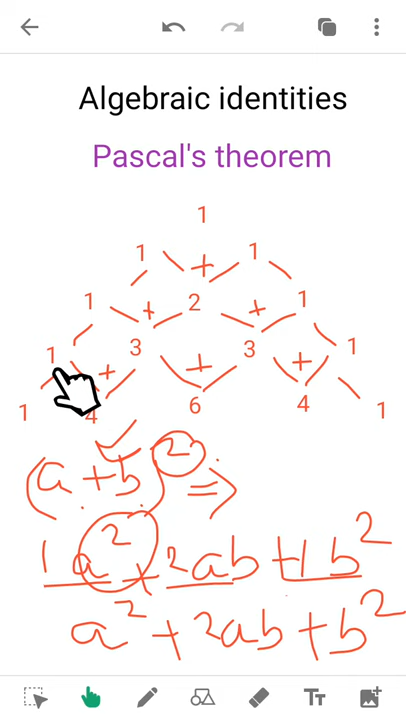 Algebraic identities
Pascal's theorem
1
1 + 1
1 + 2 + 1
1 + 3 + 3 + 1
1 4 6 4 1
(a + b)² ⇒
1a² + 2ab + 1b²
a² + 2ab + b²
Tт